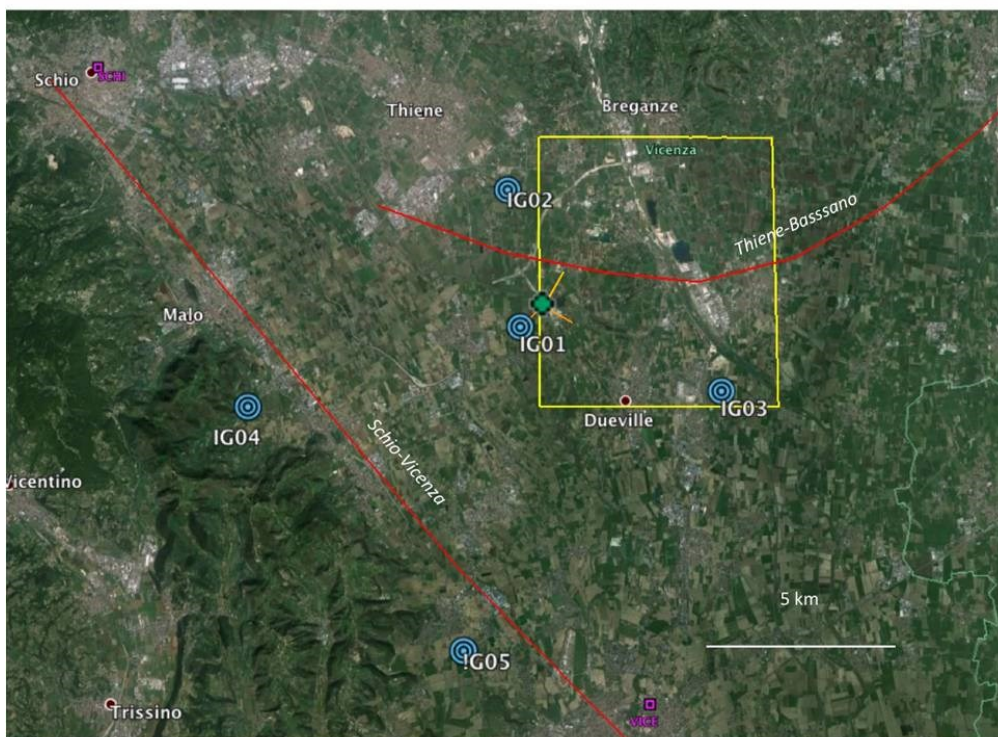 Schio
SCHI
Thiene
Breganze
Vicenza
IG02
Thiene-Basssano
Malo
IG01
IG03
Dueville
IG04
Schio-Vicenza
Vicentino
5 km
!G05
Trissino
VICE